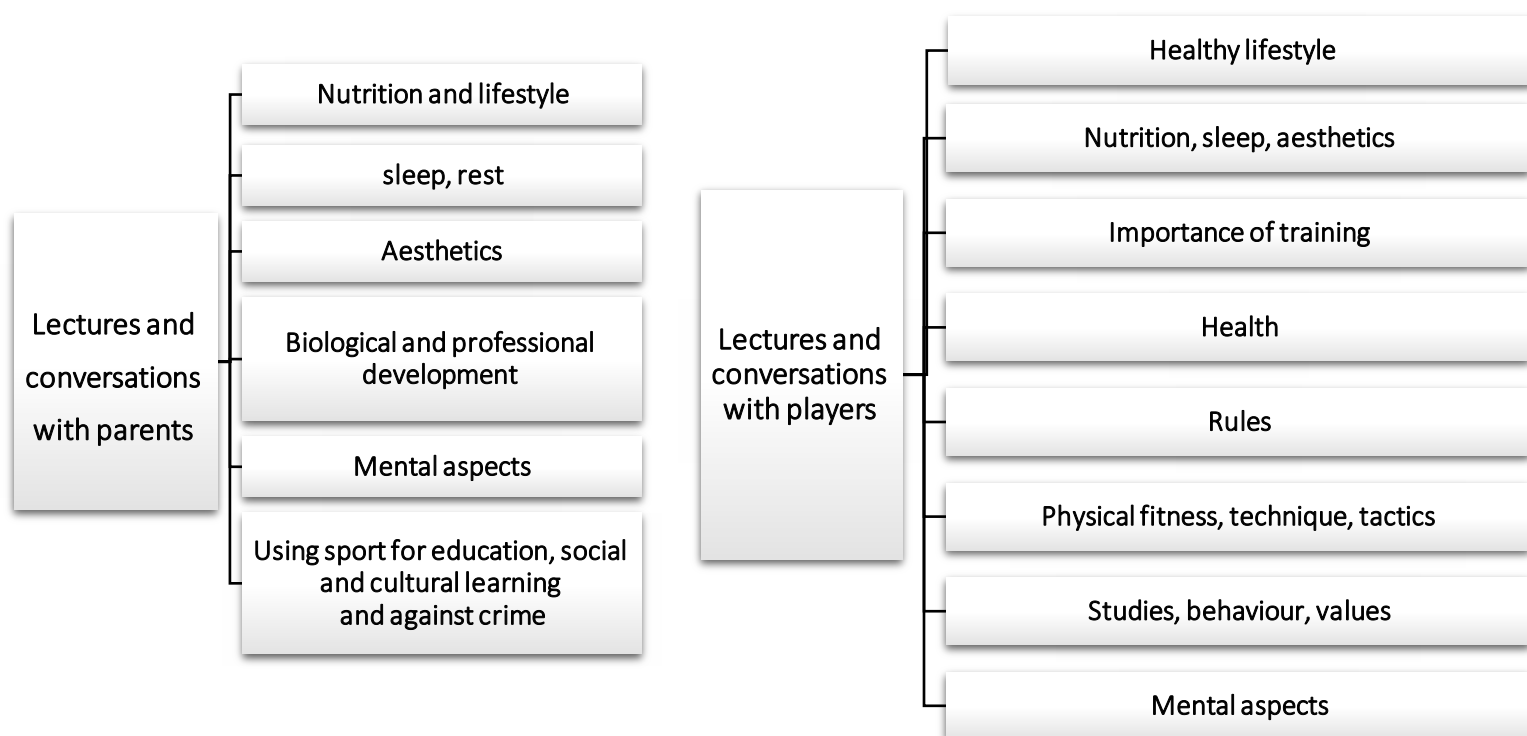 Lectures and
conversations
with parents
Nutrition and lifestyle
sleep, rest
Aesthetics
Biological and professional
development
Mental aspects
Using sport for education, social
and cultural learning
and against crime
Lectures and
conversations
with players
Healthy lifestyle
Nutrition, sleep, aesthetics
Importance of training
Health
Rules
Physical fitness, technique, tactics
Studies, behaviour, values
Mental aspects